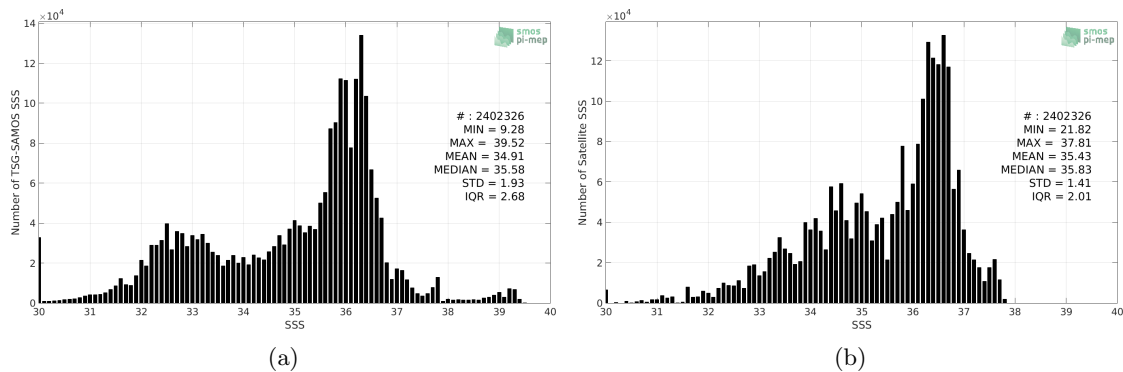 ×10⁴
14
12
10
8
6
4
2
0
Number of TSG-SAMOS SSS
smos
pi-mep
# : 2402326
MIN = 9.28
MAX = 39.52
MEAN = 34.91
MEDIAN = 35.58
STD = 1.93
IQR = 2.68
30 31 32 33 34 35 36 37 38 39 40
SSS
(a)
×10⁴
12
10
8
6
4
2
0
Number of Satellite SSS
smos
pi-mep
# : 2402326
MIN = 21.82
MAX = 37.81
MEAN = 35.43
MEDIAN = 35.83
STD = 1.41
IQR = 2.01
30 31 32 33 34 35 36 37 38 39 40
SSS
(b)